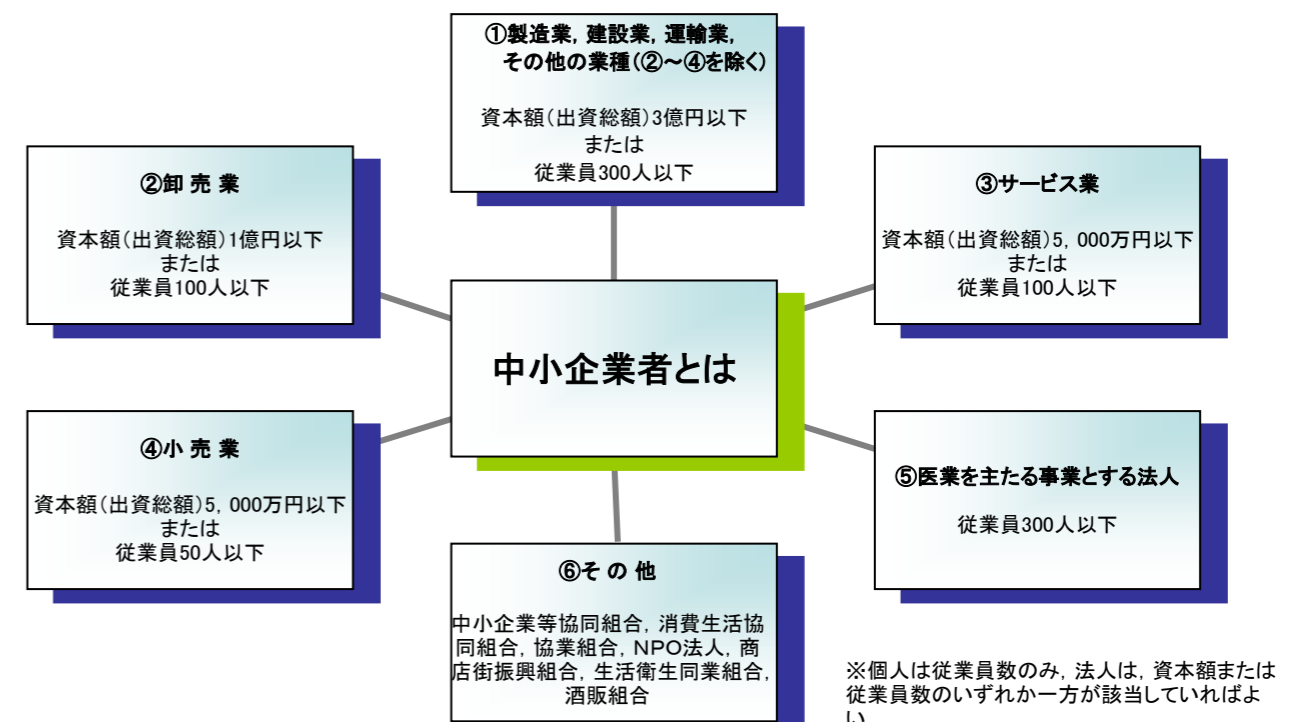 ①製造業，建設業，運輸業，
その他の業種（②～④を除く）
資本額（出資総額）3億円以下
または
従業員300人以下
②卸 売 業
資本額（出資総額）1億円以下
または
従業員100人以下
③サービス業
資本額（出資総額）5，000万円以下
または
従業員100人以下
中小企業者とは
④小 売 業
資本額（出資総額）5，000万円以下
または
従業員50人以下
⑤医業を主たる事業とする法人
従業員300人以下
⑥そ の 他
中小企業等協同組合，消費生活協
同組合，協業組合，ＮＰＯ法人，商
店街振興組合，生活衛生同業組合，
酒販組合
※個人は従業員数のみ，法人は，資本額または
従業員数のいずれか一方が該当していればよ
い